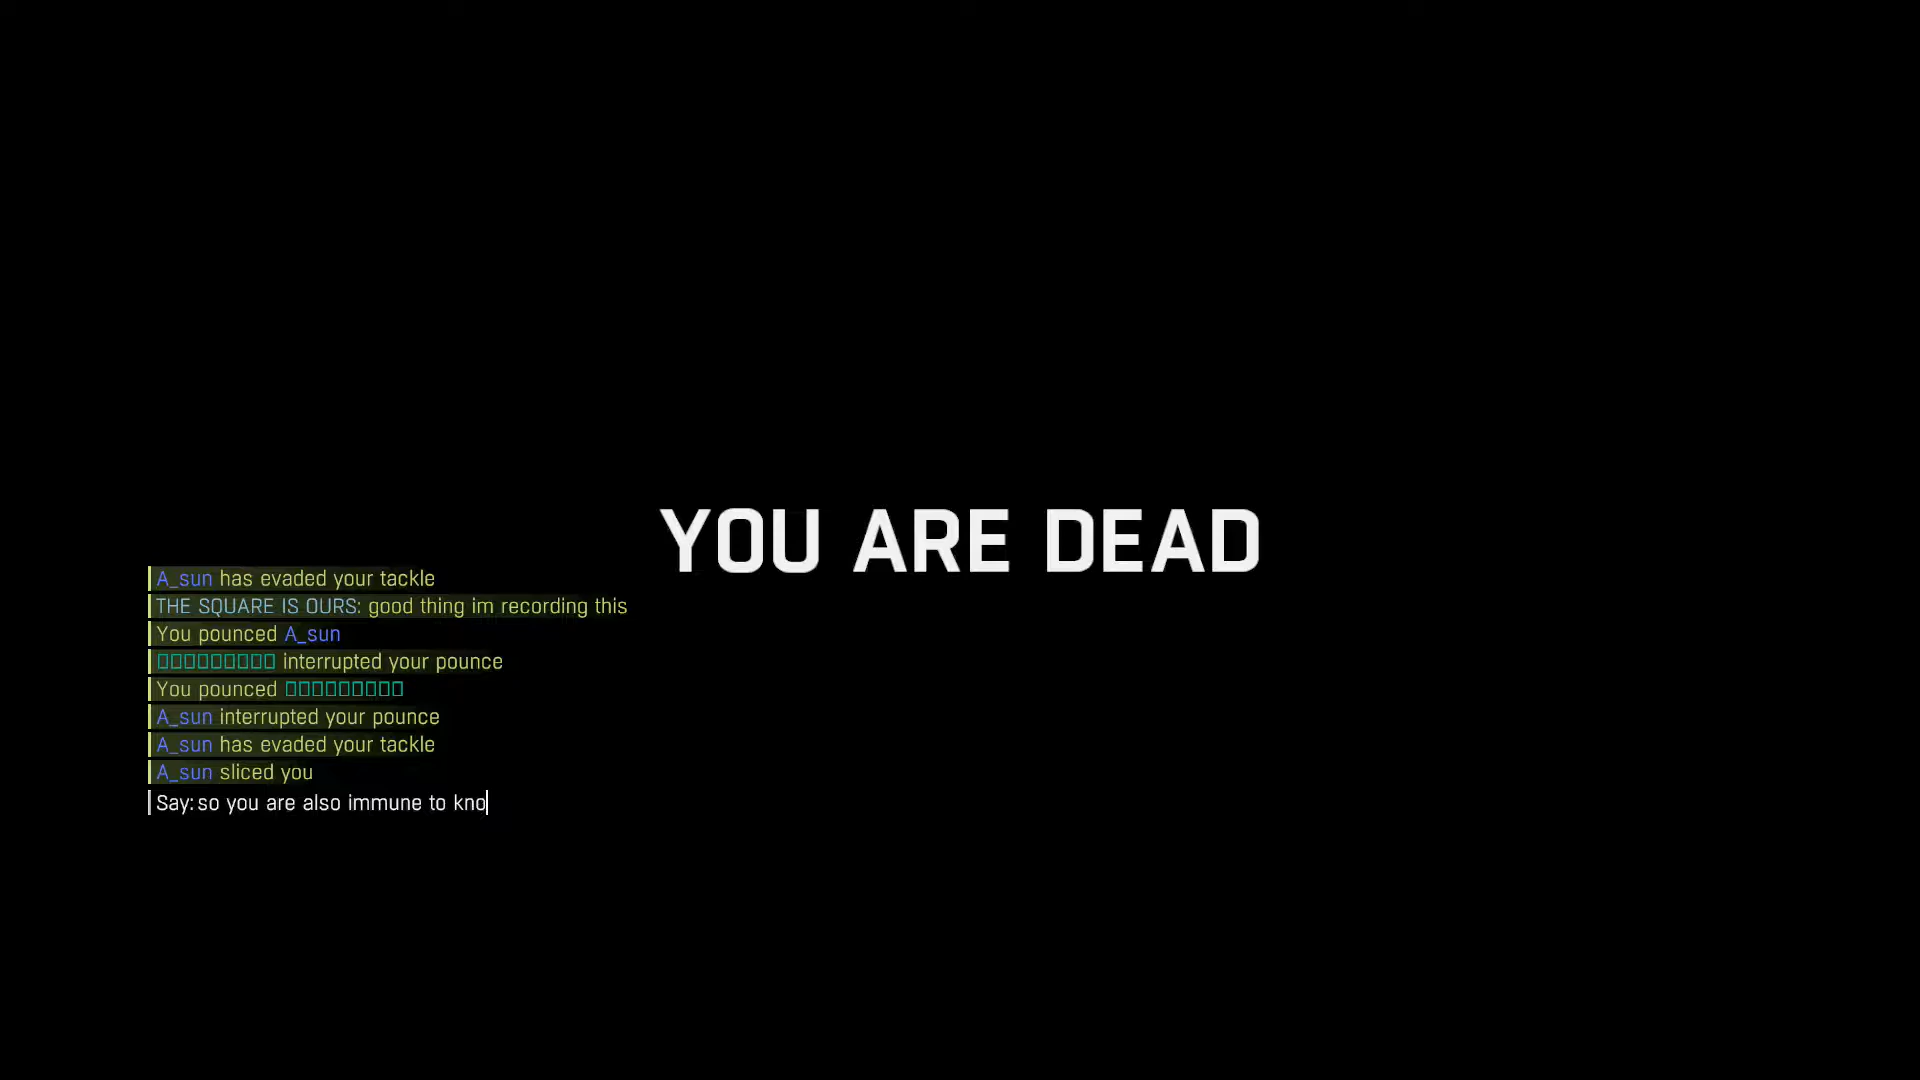 YOU ARE DEAD
A_sun has evaded your tackle
THE SQUARE IS OURS: good thing im recording this
You pounced A_sun
interrupted your pounce
You pounced
A_sun interrupted your pounce
A_sun has evaded your tackle
A_sun sliced you
Say: so you are also immune to kno